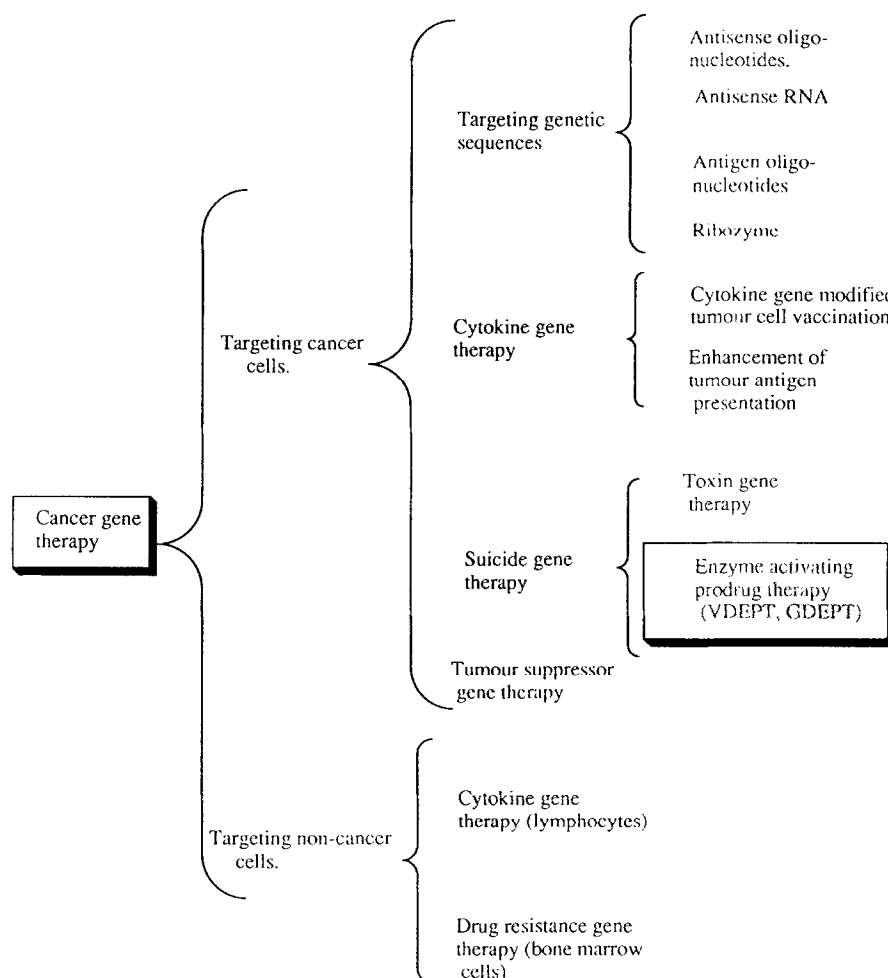 Antisense oligo-
nucleotides.
Antisense RNA
Targeting genetic
sequences
Antigen oligo-
nucleotides
Ribozyme
Cytokine gene modified
tumour cell vaccination
Cytokine gene
therapy
Enhancement of
tumour antigen
presentation
Targeting cancer
cells.
Toxin gene
therapy
Cancer gene
therapy
Suicide gene
therapy
Enzyme activating
prodrug therapy
(VDEPT, GDEPT)
Tumour suppressor
gene therapy
Cytokine gene
therapy (lymphocytes)
Targeting non-cancer
cells.
Drug resistance gene
therapy (bone marrow
cells)